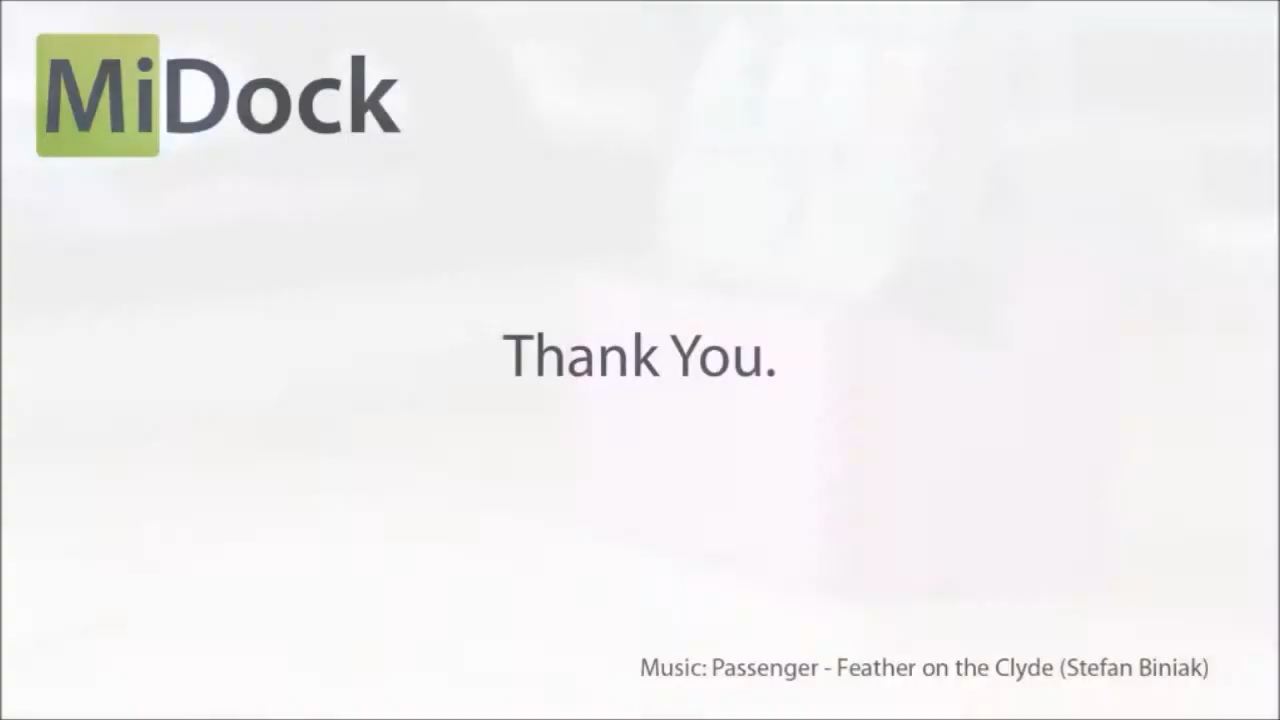 MiDock
Thank You.
Music: Passenger - Feather on the Clyde (Stefan Biniak)